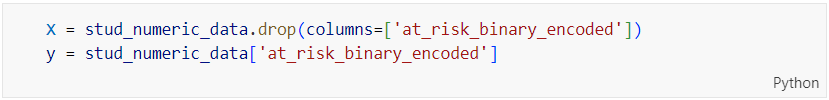 X = stud_numeric_data.drop(columns=['at_risk_binary_encoded'])
y = stud_numeric_data['at_risk_binary_encoded']
Python